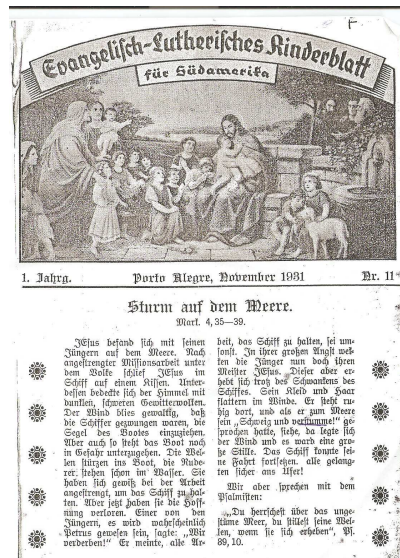 F
Evangelisch-Lutherisches Kinderblatt
für Südamerika
1. Jahrg.
Porto Alegre, November 1931
Nr. 11
Sturm auf dem Meere.
Mark. 4, 35—39.
JEsus befand sich mit seinen
Jüngern auf dem Meere. Nach
angestrengter Missionsarbeit unter
dem Volke schlief JEsus im
Schiff auf einem Kissen. Unter-
dessen bedeckt sich der Himmel mit
dunklen, schweren Gewitterwolken.
Der Wind blies gewaltig, daß
die Schiffer gezwungen waren, die
Segel des Bootes einzuziehen.
Aber auch so steht das Boot noch
in Gefahr unterzugehen. Die Wel-
len stürzen ins Boot, die Rude-
rer stehen schon im Wasser. Sie
haben sich gewiß bei der Arbeit
angestrengt, um das Schiff zu hal-
ten. Aber jetzt haben sie die Hoff-
nung verloren. Einer von den
Jüngern, es wird wahrscheinlich
Petrus gewesen sein, sagte: „Wir
verderben!“ Er meinte, alle Ar-
beit, das Schiff zu halten, sei um-
sonst. In ihrer großen Angst wek-
ten die Jünger nun doch ihren
Meister JEsus. Dieser aber er-
hebt sich trotz des Schwankens des
Schiffes. Sein Kleid und Haar
flattern im Winde. Er steht ru-
hig dort, und als er zum Meere
sein „Schweig und verstumme!“ ge-
sprochen hatte, siehe, da legte sich
der Wind und es ward eine gro-
ße Stille. Das Schiff konnte sei-
ne Fahrt fortsetzen. alle gelang-
ten sicher ans Ufer!
Wir aber sprechen mit dem
Psalmisten:
„Du herrschest über das unge-
stüme Meer, du stillest seine Wel-
len, wenn sie sich erheben“, Ps.
89, 10.